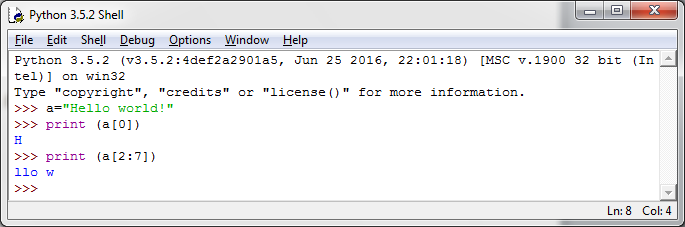 Python 3.5.2 Shell
File Edit Shell Debug Options Window Help
Python 3.5.2 (v3.5.2:4def2a2901a5, Jun 25 2016, 22:01:18) [MSC v.1900 32 bit (In
tel)] on win32
Type "copyright", "credits" or "license()" for more information.
>>> a="Hello world!"
>>> print (a[0])
H
>>> print (a[2:7])
llo w
>>>
Ln: 8 Col: 4